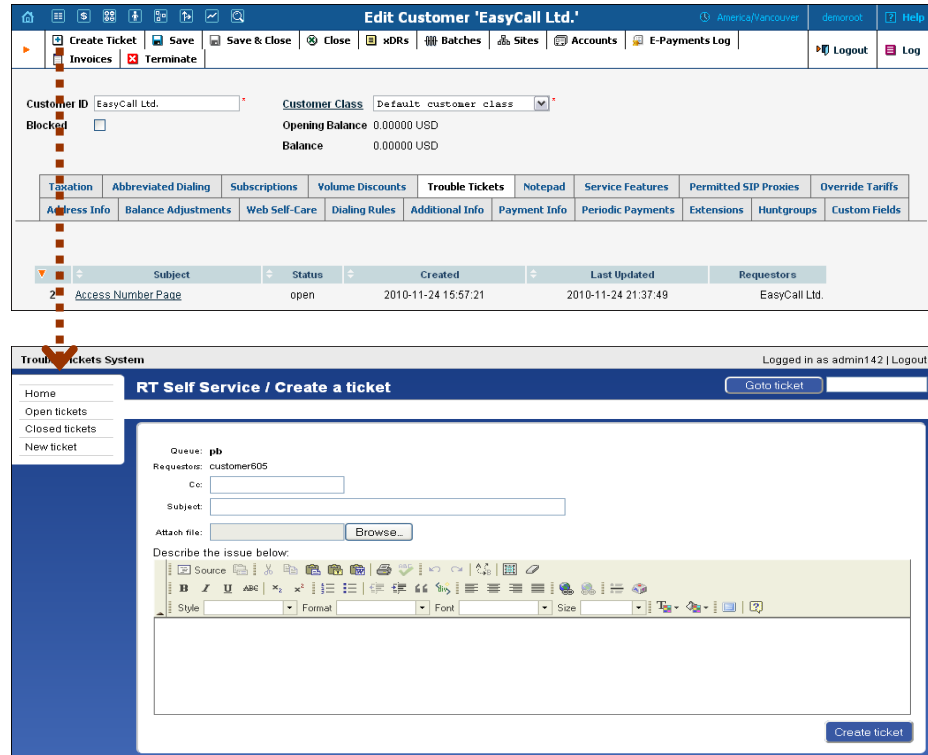 Edit Customer 'EasyCall Ltd.' America/Vancouver demoroot ? Help
Create Ticket Save Save & Close Close xDRs Batches Sites Accounts E-Payments Log Logout Log
Invoices Terminate
Customer ID EasyCall Ltd. * Customer Class Default customer class *
Blocked Opening Balance 0.00000 USD
Balance 0.00000 USD
Taxation Abbreviated Dialing Subscriptions Volume Discounts Trouble Tickets Notepad Service Features Permitted SIP Proxies Override Tariffs
Address Info Balance Adjustments Web Self-Care Dialing Rules Additional Info Payment Info Periodic Payments Extensions Huntgroups Custom Fields
Subject Status Created Last Updated Requestors
Access Number Page open 2010-11-24 15:57:21 2010-11-24 21:37:49 EasyCall Ltd.
Trouble Tickets System Logged in as admin142 | Logout
Home RT Self Service / Create a ticket Goto ticket
Open tickets
Closed tickets
New ticket
Queue: pb
Requestors: customer605
Cc:
Subject:
Attach file: Browse...
Describe the issue below:
Source
B I U ABC x₂ x²
Style Format Font Size
Create ticket